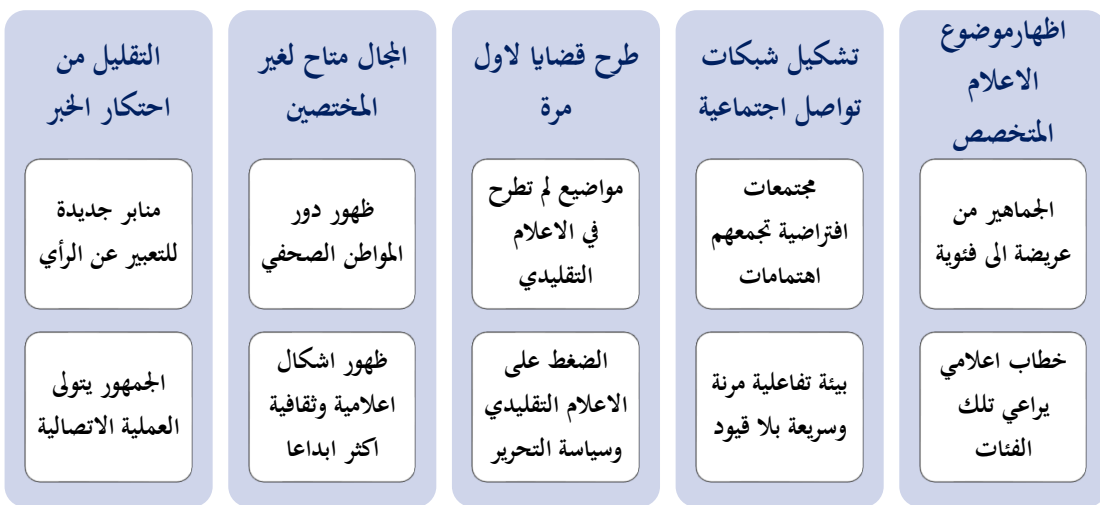 اظهارموضوع
الاعلام
المتخصص
الجماهير من
عريضة الى فئوية
خطاب اعلامي
يراعي تلك
الفئات
تشكيل شبكات
تواصل اجتماعية
مجتمعات
افتراضية تجمعهم
اهتمامات
بيئة تفاعلية مرنة
وسريعة بلا قيود
طرح قضايا لاول
مرة
مواضيع لم تطرح
في الاعلام
التقليدي
الضغط على
الاعلام التقليدي
وسياسة التحرير
المجال متاح لغير
المختصين
ظهور دور
المواطن الصحفي
ظهور اشكال
اعلامية وثقافية
اكثر ابداعا
التقليل من
احتكار الخبر
منابر جديدة
للتعبير عن الرأي
الجمهور يتولى
العملية الاتصالية